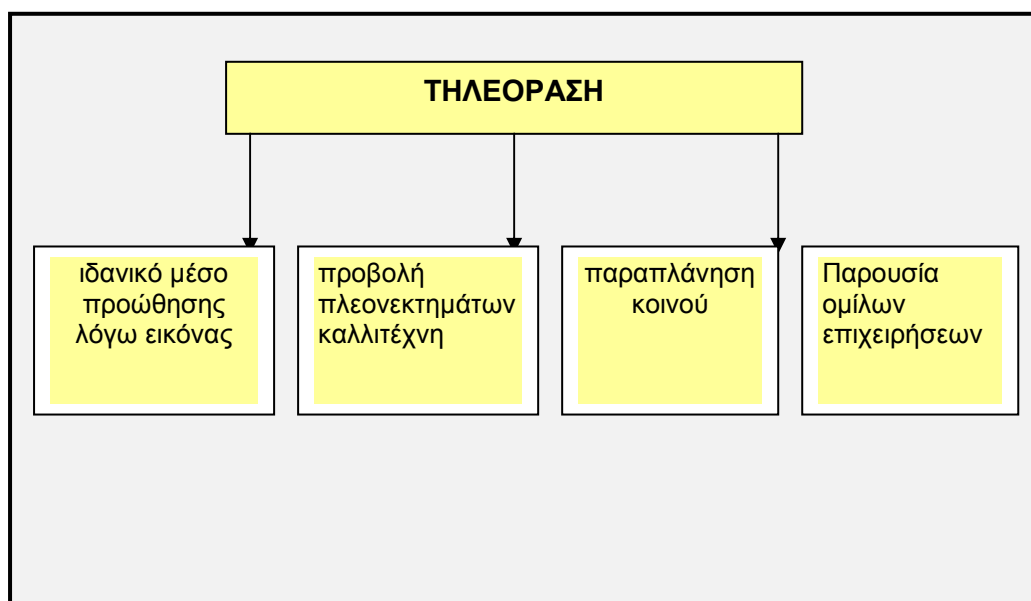 ΤΗΛΕΟΡΑΣΗ
ιδανικό μέσο
προώθησης
λόγω εικόνας
προβολή
πλεονεκτημάτων
καλλιτέχνη
παραπλάνηση
κοινού
Παρουσία
ομίλων
επιχειρήσεων